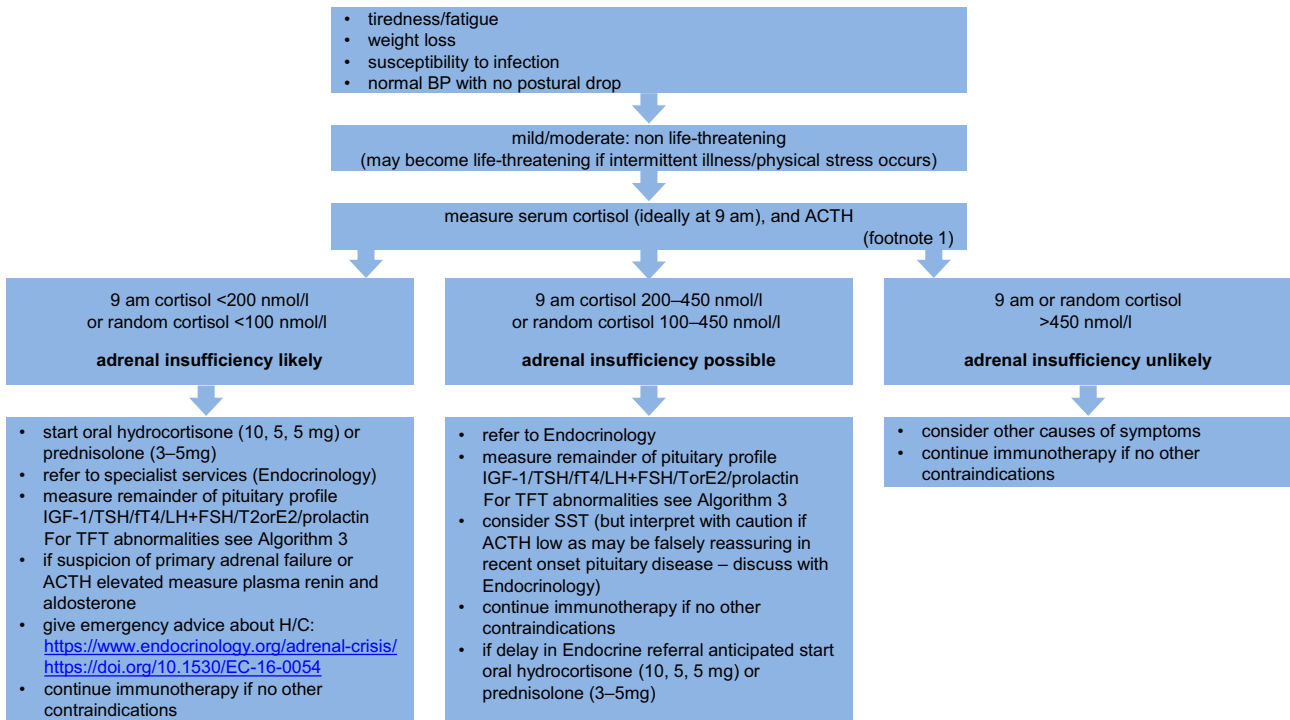 • tiredness/fatigue
• weight loss
• susceptibility to infection
• normal BP with no postural drop
mild/moderate: non life-threatening
(may become life-threatening if intermittent illness/physical stress occurs)
measure serum cortisol (ideally at 9 am), and ACTH
(footnote 1)
9 am cortisol <200 nmol/l
or random cortisol <100 nmol/l
adrenal insufficiency likely
9 am cortisol 200–450 nmol/l
or random cortisol 100–450 nmol/l
adrenal insufficiency possible
9 am or random cortisol
>450 nmol/l
adrenal insufficiency unlikely
• start oral hydrocortisone (10, 5, 5 mg) or
prednisolone (3–5mg)
• refer to specialist services (Endocrinology)
• measure remainder of pituitary profile
IGF-1/TSH/fT4/LH+FSH/T2orE2/prolactin
For TFT abnormalities see Algorithm 3
• if suspicion of primary adrenal failure or
ACTH elevated measure plasma renin and
aldosterone
• give emergency advice about H/C:
https://www.endocrinology.org/adrenal-crisis/
https://doi.org/10.1530/EC-16-0054
• continue immunotherapy if no other
contraindications
• refer to Endocrinology
• measure remainder of pituitary profile
IGF-1/TSH/fT4/LH+FSH/TorE2/prolactin
For TFT abnormalities see Algorithm 3
• consider SST (but interpret with caution if
ACTH low as may be falsely reassuring in
recent onset pituitary disease – discuss with
Endocrinology)
• continue immunotherapy if no other
contraindications
• if delay in Endocrine referral anticipated start
oral hydrocortisone (10, 5, 5 mg) or
prednisolone (3–5mg)
• consider other causes of symptoms
• continue immunotherapy if no other
contraindications